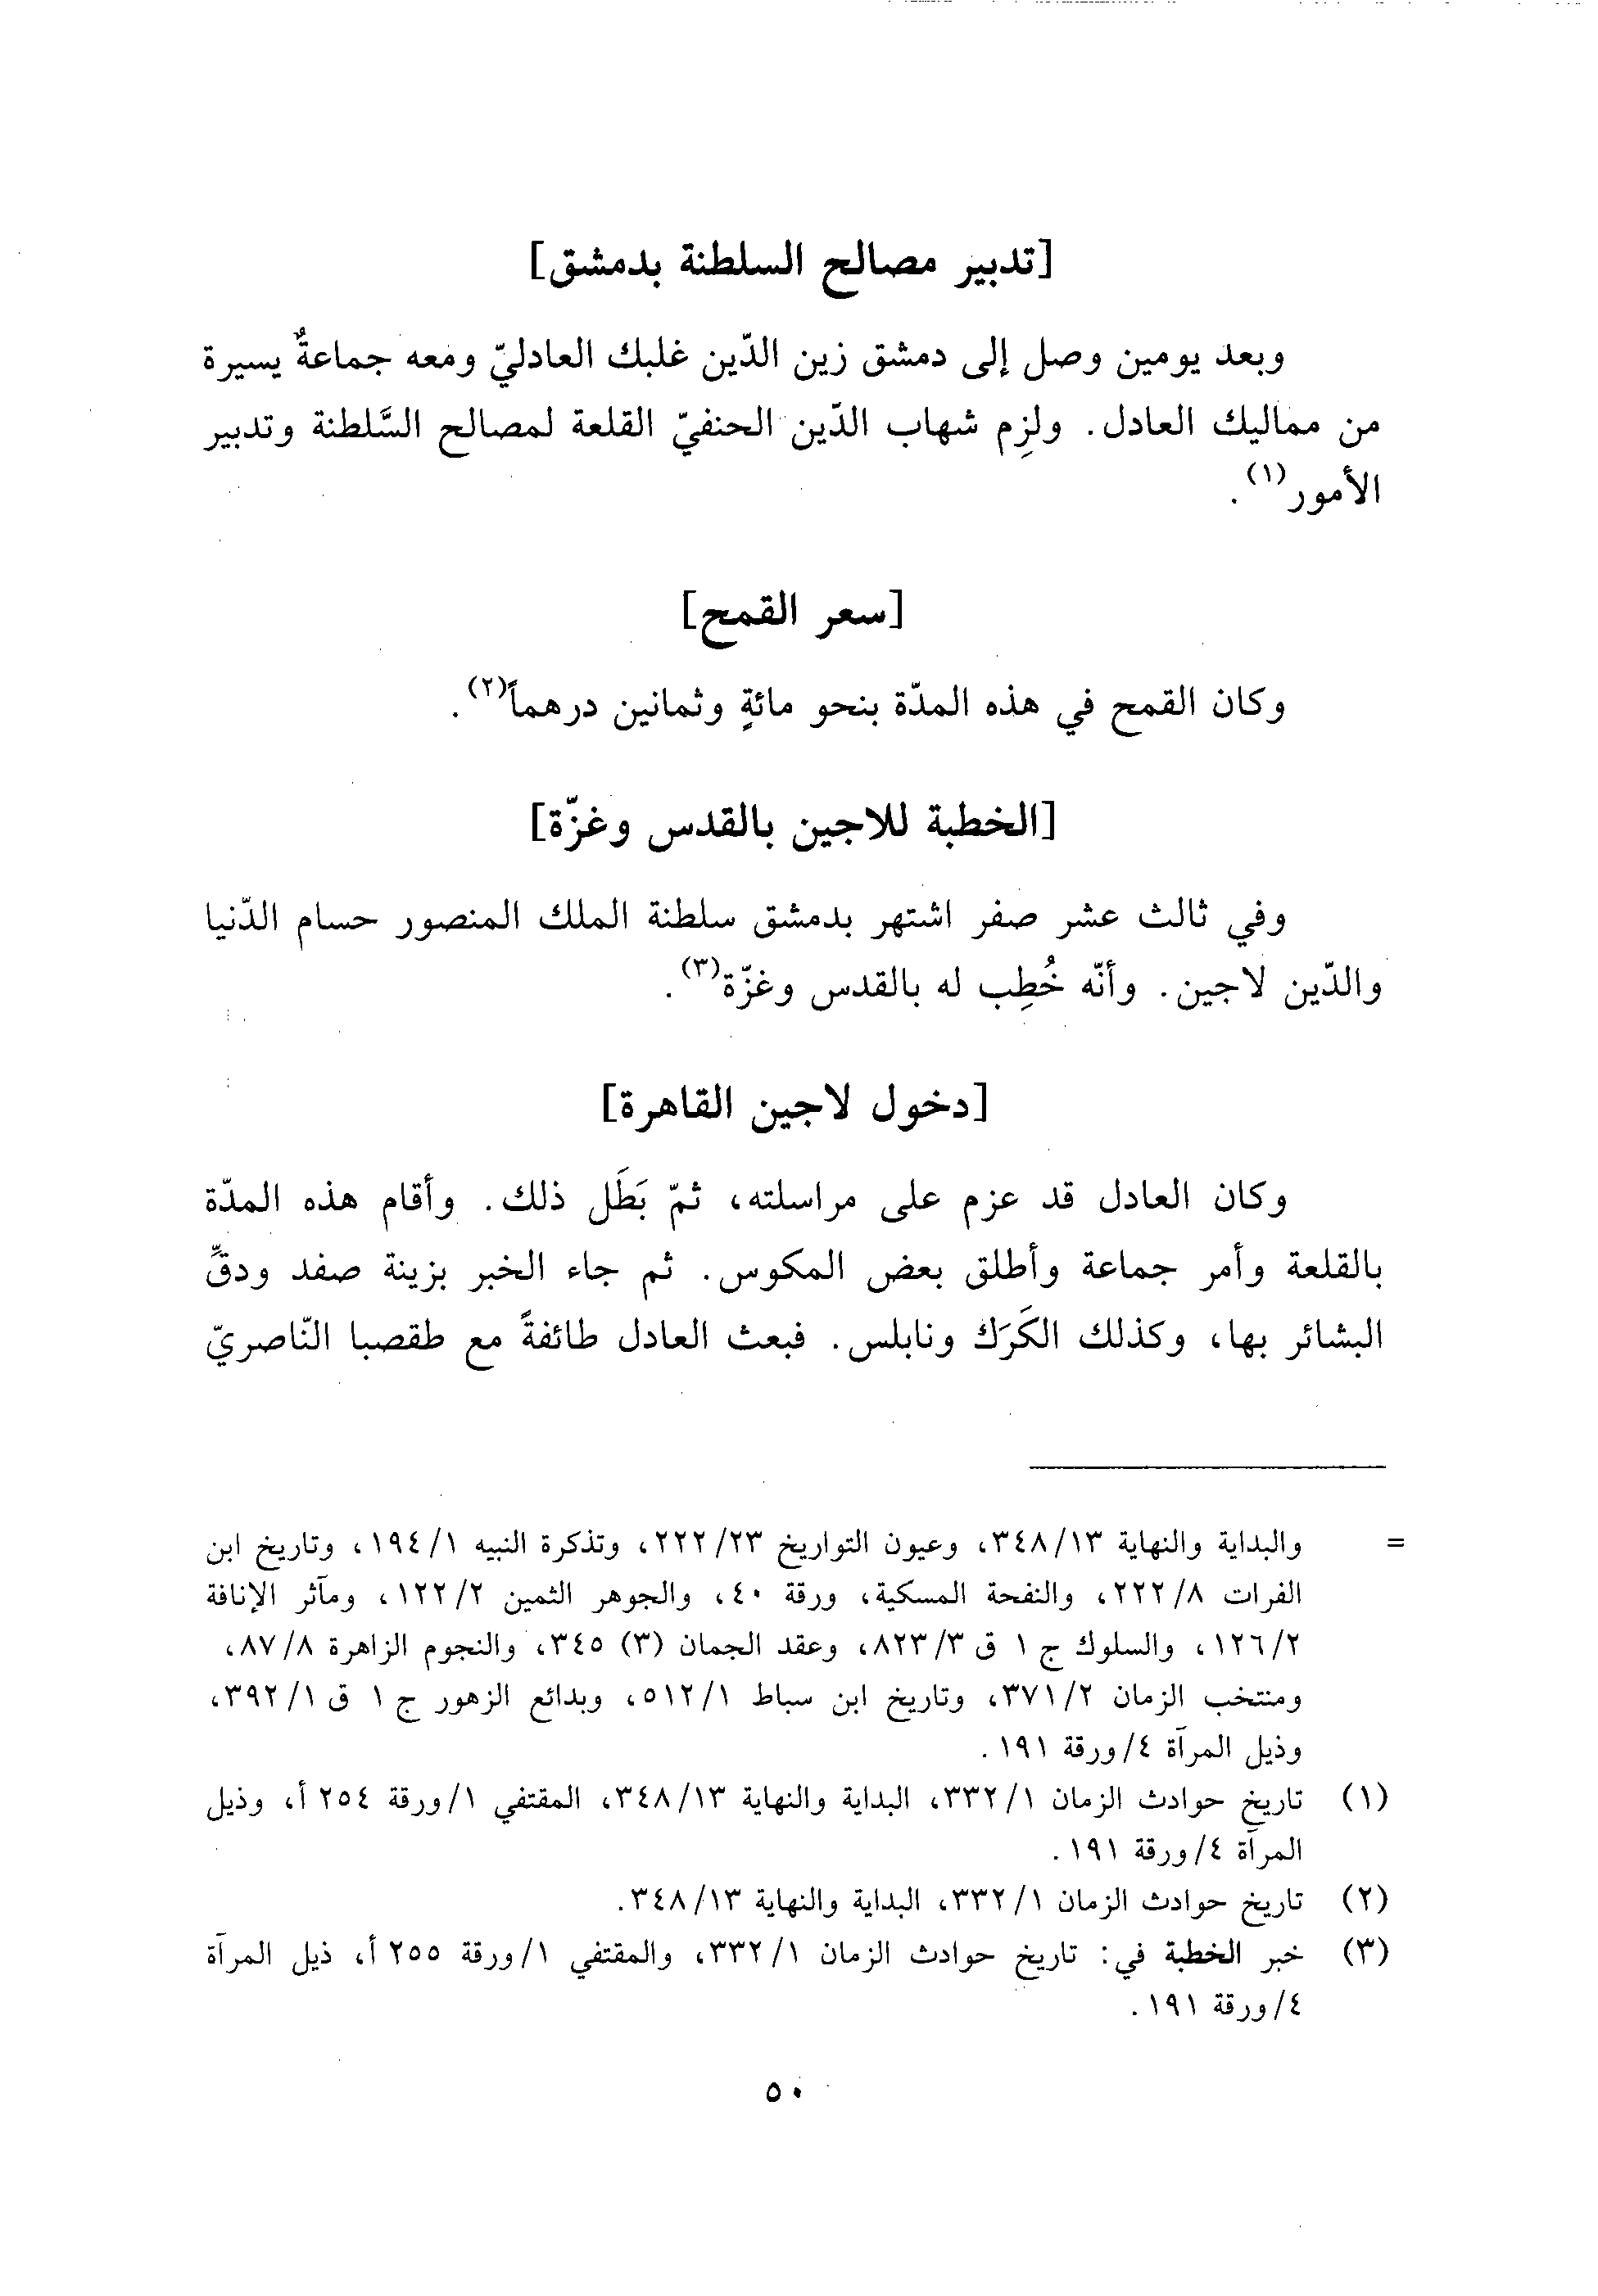 [تدبير مصالح السلطنة بدمشق]
وبعد يومين وصل إلى دمشق زين الدّين غلبك العادليّ ومعه جماعةٌ يسيرة
من مماليك العادل. ولزِم شهاب الدّين الحنفيّ القلعة لمصالح السَّلطنة وتدبير
الأمور(١).
[سعر القمح]
وكان القمح في هذه المدّة بنحو مائةٍ وثمانين درهماً(٢).
[الخطبة للاجين بالقدس وغزّة]
وفي ثالث عشر صفر اشتهر بدمشق سلطنة الملك المنصور حسام الدّنيا
والدّين لاجين. وأنّه خُطِب له بالقدس وغزّة(٣).
[دخول لاجين القاهرة]
وكان العادل قد عزم على مراسلته، ثمّ بَطَل ذلك. وأقام هذه المدّة
بالقلعة وأمر جماعة وأطلق بعض المكوس. ثم جاء الخبر بزينة صفد ودقِّ
البشائر بها، وكذلك الكَرَك ونابلس. فبعث العادل طائفةً مع طقصبا النّاصريّ
= والبداية والنهاية ٣٤٨/١٣، وعيون التواريخ ٢٢٢/٢٣، وتذكرة النبيه ١٩٤/١، وتاريخ ابن
الفرات ٢٢٢/٨، والنفحة المسكية، ورقة ٤٠، والجوهر الثمين ١٢٢/٢، ومآثر الإنافة
١٢٦/٢، والسلوك ج ١ ق ٨٢٣/٣، وعقد الجمان (٣) ٣٤٥، والنجوم الزاهرة ٨٧/٨،
ومنتخب الزمان ٣٧١/٢، وتاريخ ابن سباط ٥١٢/١، وبدائع الزهور ج ١ ق ٣٩٢/١،
وذيل المرآة ٤/ورقة ١٩١.
(١) تاريخ حوادث الزمان ٣٣٢/١، البداية والنهاية ٣٤٨/١٣، المقتفي ١/ورقة ٢٥٤ أ، وذيل
المرآة ٤/ورقة ١٩١.
(٢) تاريخ حوادث الزمان ٣٣٢/١، البداية والنهاية ٣٤٨/١٣.
(٣) خبر الخطبة في: تاريخ حوادث الزمان ٣٣٢/١، والمقتفي ١/ورقة ٢٥٥ أ، ذيل المرآة
٤/ورقة ١٩١.
٥٠